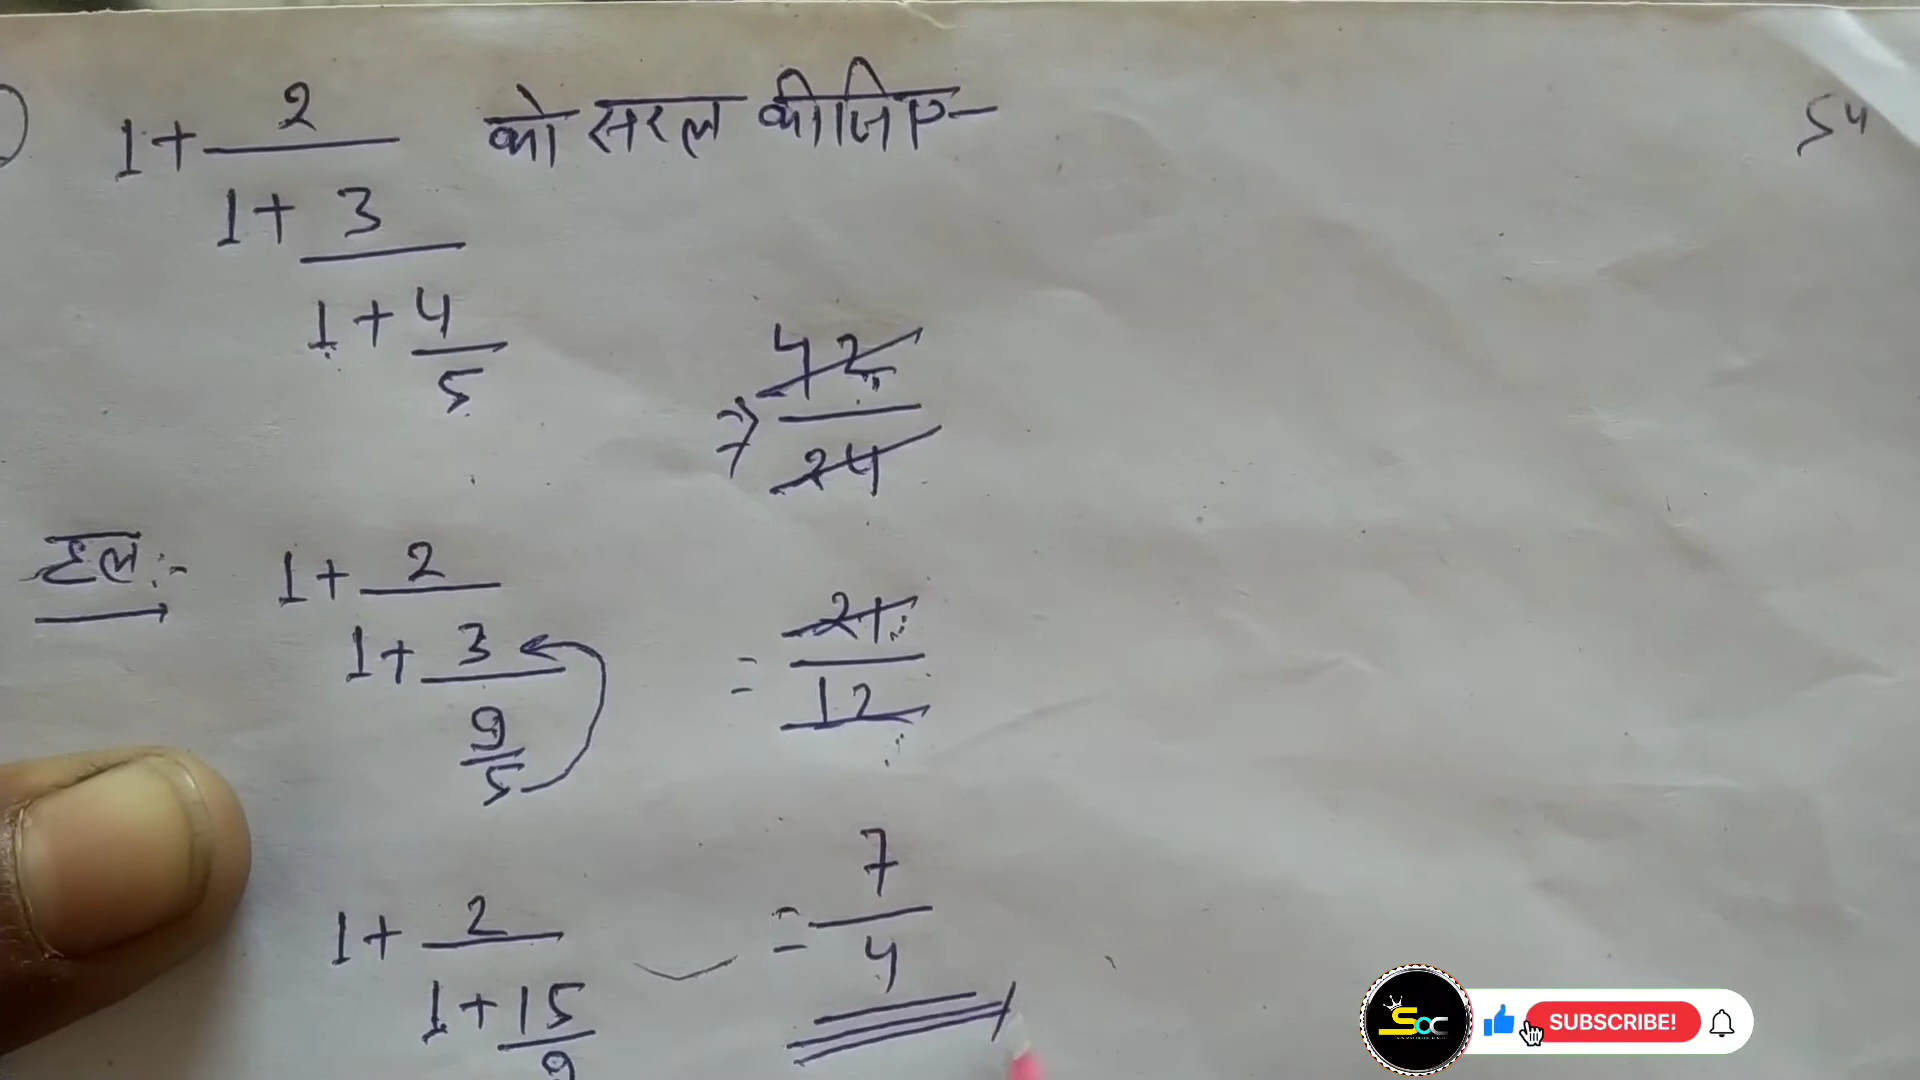 1 + 2 को सरल कीजिए-
1 + 3
1 + 4
5
हल:-
1 + 2
1 + 3
9
5
1 + 2
1 + 15
9
=> 42
24
= 21
12
= 7
4
54
Soc
SUBSCRIBE!